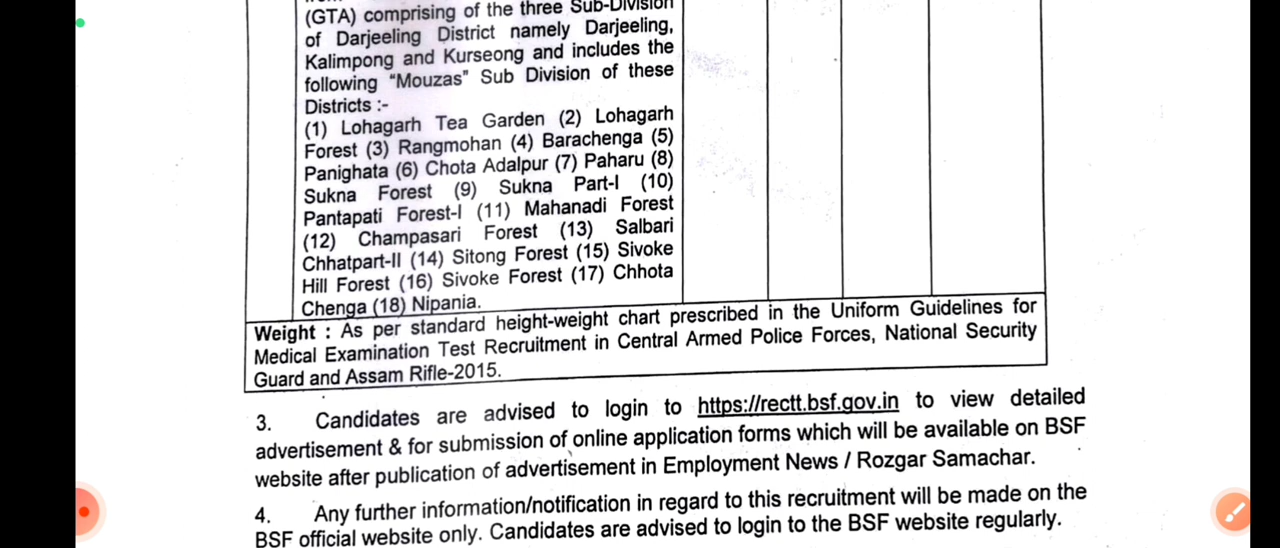 (GTA) comprising of the three Sub-Division
of Darjeeling District namely Darjeeling,
Kalimpong and Kurseong and includes the
following "Mouzas" Sub Division of these
Districts :-
(1) Lohagarh Tea Garden (2) Lohagarh
Forest (3) Rangmohan (4) Barachenga (5)
Panighata (6) Chota Adalpur (7) Paharu (8)
Sukna Forest (9) Sukna Part-I (10)
Pantapati Forest-I (11) Mahanadi Forest
(12) Champasari Forest (13) Salbari
Chhatpart-II (14) Sitong Forest (15) Sivoke
Hill Forest (16) Sivoke Forest (17) Chhota
Chenga (18) Nipania.
Weight : As per standard height-weight chart prescribed in the Uniform Guidelines for
Medical Examination Test Recruitment in Central Armed Police Forces, National Security
Guard and Assam Rifle-2015.
3. Candidates are advised to login to https://rectt.bsf.gov.in to view detailed
advertisement & for submission of online application forms which will be available on BSF
website after publication of advertisement in Employment News / Rozgar Samachar.
4. Any further information/notification in regard to this recruitment will be made on the
BSF official website only. Candidates are advised to login to the BSF website regularly.